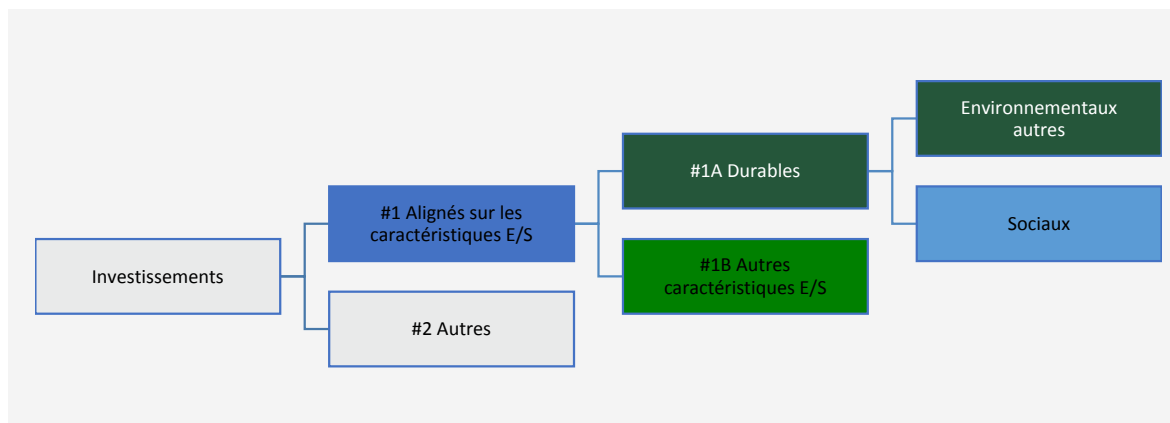 Investissements
#1 Alignés sur les
caractéristiques E/S
#2 Autres
#1A Durables
#1B Autres
caractéristiques E/S
Environnementaux
autres
Sociaux